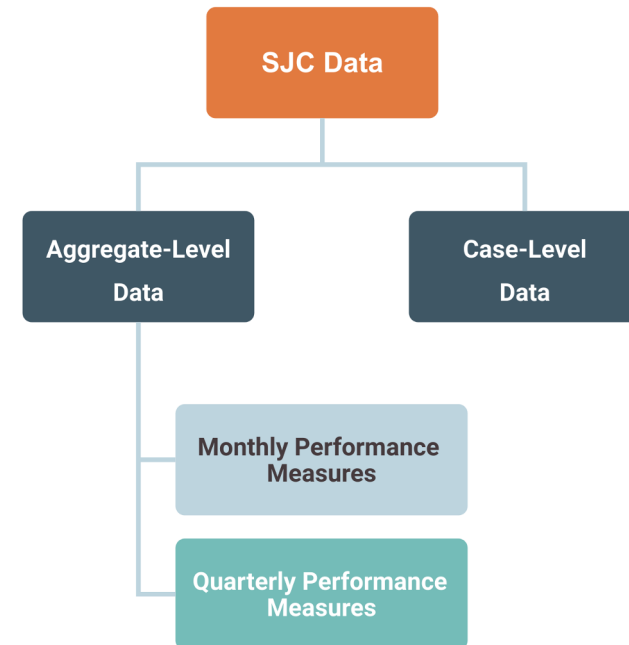 SJC Data
Aggregate-Level
Data
Case-Level
Data
Monthly Performance
Measures
Quarterly Performance
Measures